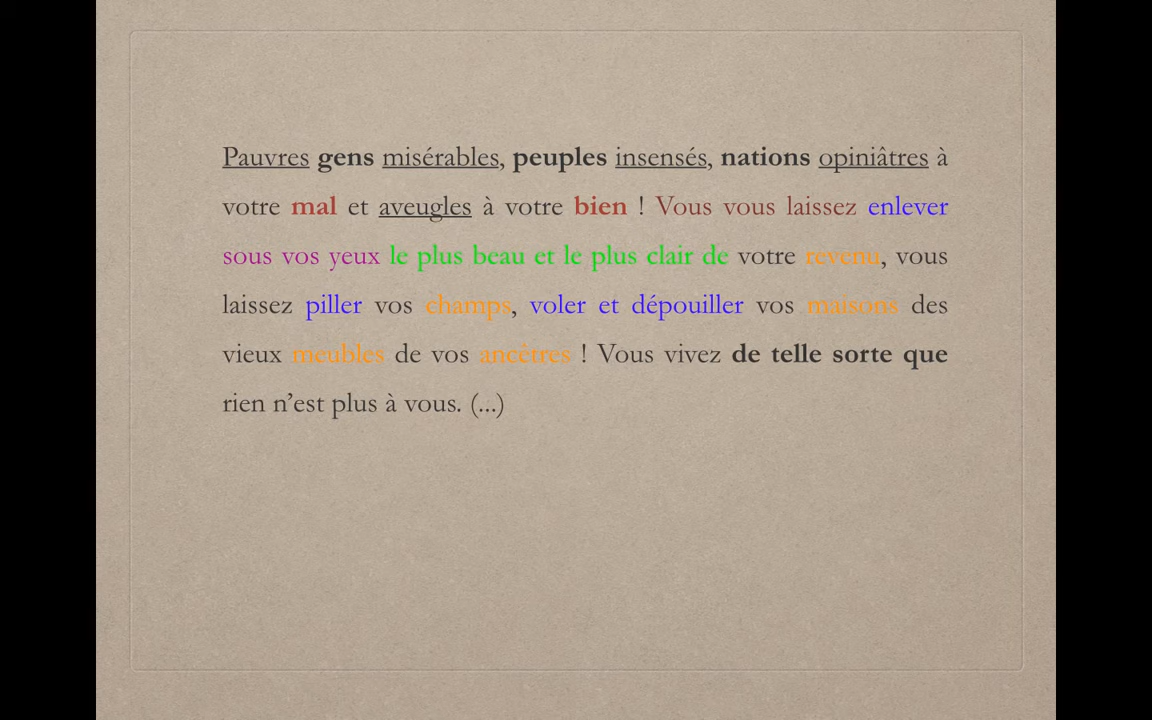 Pauvres gens misérables, peuples insensés, nations opiniâtres à
votre mal et aveugles à votre bien ! Vous vous laissez enlever
sous vos yeux le plus beau et le plus clair de votre revenu, vous
laissez piller vos champs, voler et dépouiller vos maisons des
vieux meubles de vos ancêtres ! Vous vivez de telle sorte que
rien n’est plus à vous. (...)